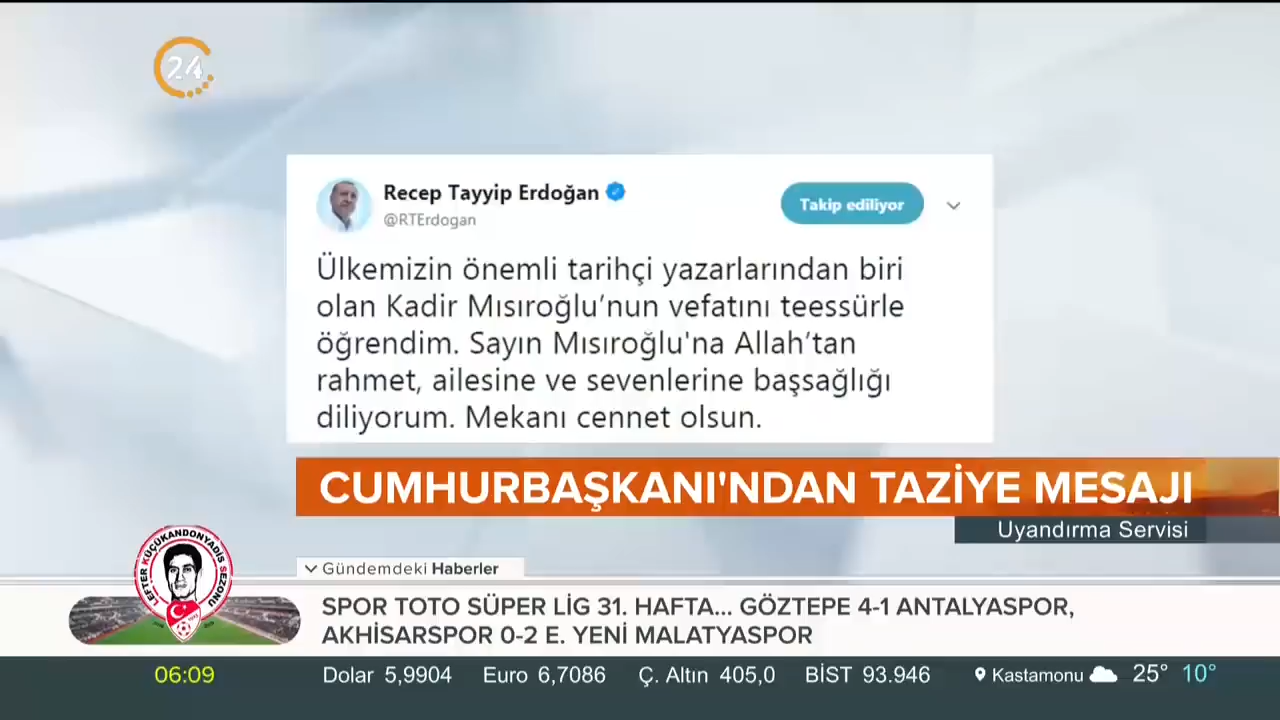 24
Recep Tayyip Erdoğan
@RTErdogan
Takip ediliyor
Ülkemizin önemli tarihçi yazarlarından biri
olan Kadir Mısıroğlu’nun vefatını teessürle
öğrendim. Sayın Mısıroğlu'na Allah’tan
rahmet, ailesine ve sevenlerine başsağlığı
diliyorum. Mekanı cennet olsun.
CUMHURBAŞKANI'NDAN TAZİYE MESAJI
Uyandırma Servisi
Gündemdeki Haberler
LEFTER KÜÇÜKANDONYADİS SEZONU
SPOR TOTO SÜPER LİG 31. HAFTA... GÖZTEPE 4-1 ANTALYASPOR,
AKHİSARSPOR 0-2 E. YENİ MALATYASPOR
06:09 Dolar 5,9904 Euro 6,7086 Ç. Altın 405,0 BİST 93.946 Kastamonu 25° 10°